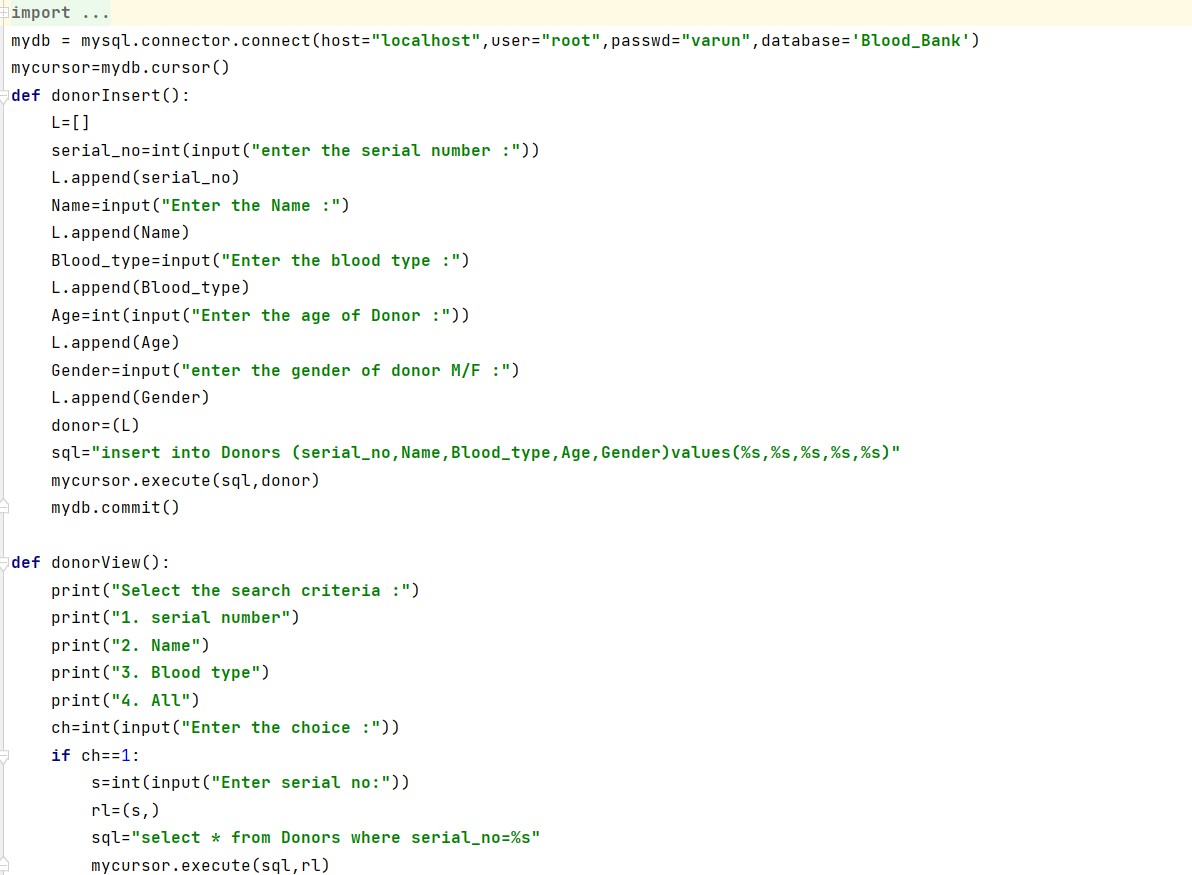 import ...
mydb = mysql.connector.connect(host="localhost",user="root",passwd="varun",database='Blood_Bank')
mycursor=mydb.cursor()
def donorInsert():
    L=[]
    serial_no=int(input("enter the serial number :"))
    L.append(serial_no)
    Name=input("Enter the Name :")
    L.append(Name)
    Blood_type=input("Enter the blood type :")
    L.append(Blood_type)
    Age=int(input("Enter the age of Donor :"))
    L.append(Age)
    Gender=input("enter the gender of donor M/F :")
    L.append(Gender)
    donor=(L)
    sql="insert into Donors (serial_no,Name,Blood_type,Age,Gender)values(%s,%s,%s,%s,%s)"
    mycursor.execute(sql,donor)
    mydb.commit()

def donorView():
    print("Select the search criteria :")
    print("1. serial number")
    print("2. Name")
    print("3. Blood type")
    print("4. All")
    ch=int(input("Enter the choice :"))
    if ch==1:
        s=int(input("Enter serial no:"))
        rl=(s,)
        sql="select * from Donors where serial_no=%s"
        mycursor.execute(sql,rl)